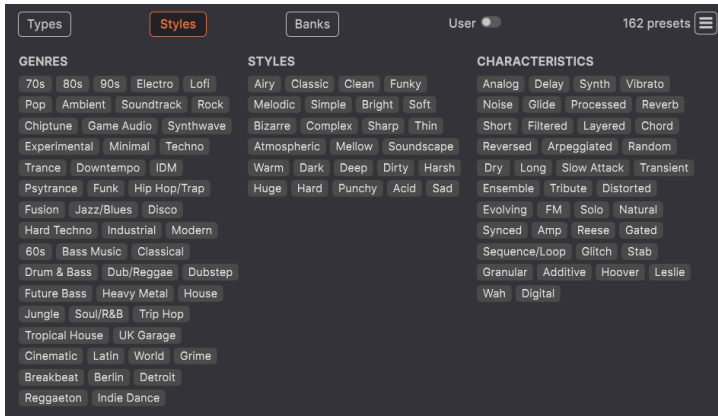 Types Styles Banks User 162 presets
GENRES
70s 80s 90s Electro Lofi
Pop Ambient Soundtrack Rock
Chiptune Game Audio Synthwave
Experimental Minimal Techno
Trance Downtempo IDM
Psytrance Funk Hip Hop/Trap
Fusion Jazz/Blues Disco
Hard Techno Industrial Modern
60s Bass Music Classical
Drum & Bass Dub/Reggae Dubstep
Future Bass Heavy Metal House
Jungle Soul/R&B Trip Hop
Tropical House UK Garage
Cinematic Latin World Grime
Breakbeat Berlin Detroit
Reggaeton Indie Dance
STYLES
Airy Classic Clean Funky
Melodic Simple Bright Soft
Bizarre Complex Sharp Thin
Atmospheric Mellow Soundscape
Warm Dark Deep Dirty Harsh
Huge Hard Punchy Acid Sad
CHARACTERISTICS
Analog Delay Synth Vibrato
Noise Glide Processed Reverb
Short Filtered Layered Chord
Reversed Arpeggiated Random
Dry Long Slow Attack Transient
Ensemble Tribute Distorted
Evolving FM Solo Natural
Synced Amp Reese Gated
Sequence/Loop Glitch Stab
Granular Additive Hoover Leslie
Wah Digital